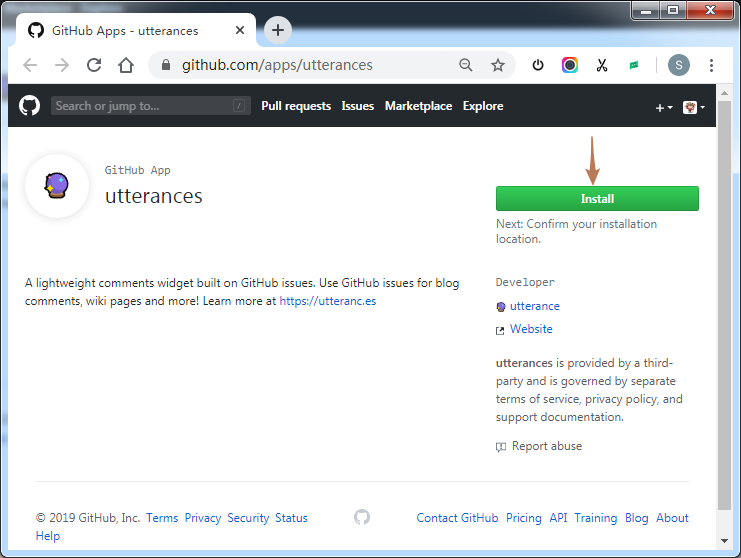 GitHub Apps - utterances
github.com/apps/utterances
S
Search or jump to... /
Pull requests Issues Marketplace Explore
GitHub App
utterances
Install
Next: Confirm your installation
location.
A lightweight comments widget built on GitHub issues. Use GitHub issues for blog
comments, wiki pages and more! Learn more at https://utteranc.es
Developer
utterance
Website
utterances is provided by a third-
party and is governed by separate
terms of service, privacy policy, and
support documentation.
Report abuse
© 2019 GitHub, Inc. Terms Privacy Security Status
Help
Contact GitHub Pricing API Training Blog About